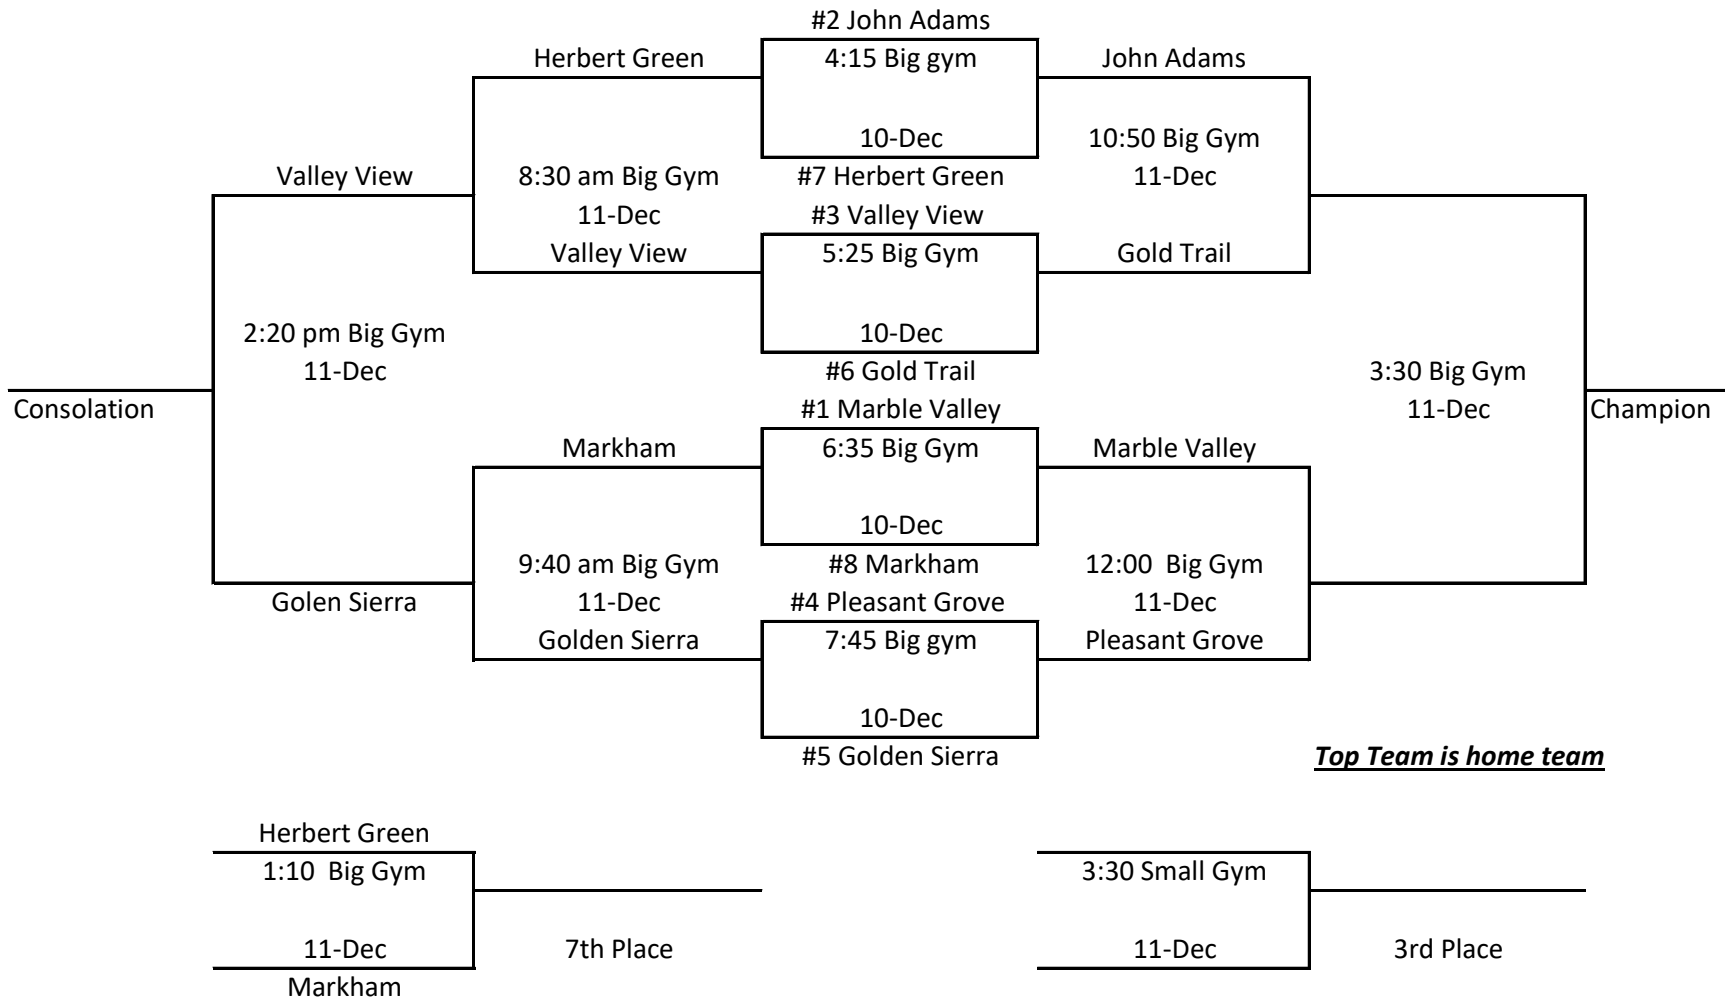 #2 John Adams
Herbert Green
4:15 Big gym
John Adams
10-Dec
10:50 Big Gym
Valley View
8:30 am Big Gym
#7 Herbert Green
11-Dec
11-Dec
#3 Valley View
Valley View
5:25 Big Gym
Gold Trail
2:20 pm Big Gym
10-Dec
11-Dec
#6 Gold Trail
3:30 Big Gym
Consolation
#1 Marble Valley
11-Dec
Champion
Markham
6:35 Big Gym
Marble Valley
10-Dec
9:40 am Big Gym
#8 Markham
12:00  Big Gym
Golen Sierra
11-Dec
#4 Pleasant Grove
11-Dec
Golden Sierra
7:45 Big gym
Pleasant Grove
10-Dec
#5 Golden Sierra
Top Team is home team
Herbert Green
1:10  Big Gym
3:30 Small Gym
11-Dec
7th Place
11-Dec
3rd Place
Markham